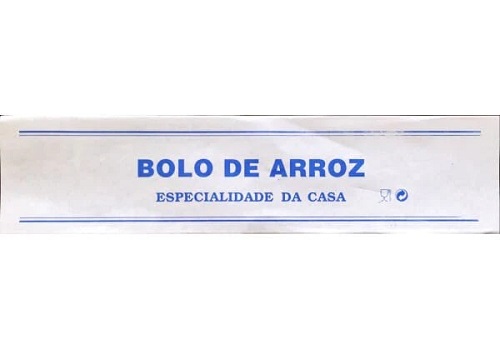 BOLO DE ARROZ
ESPECIALIDADE DA CASA